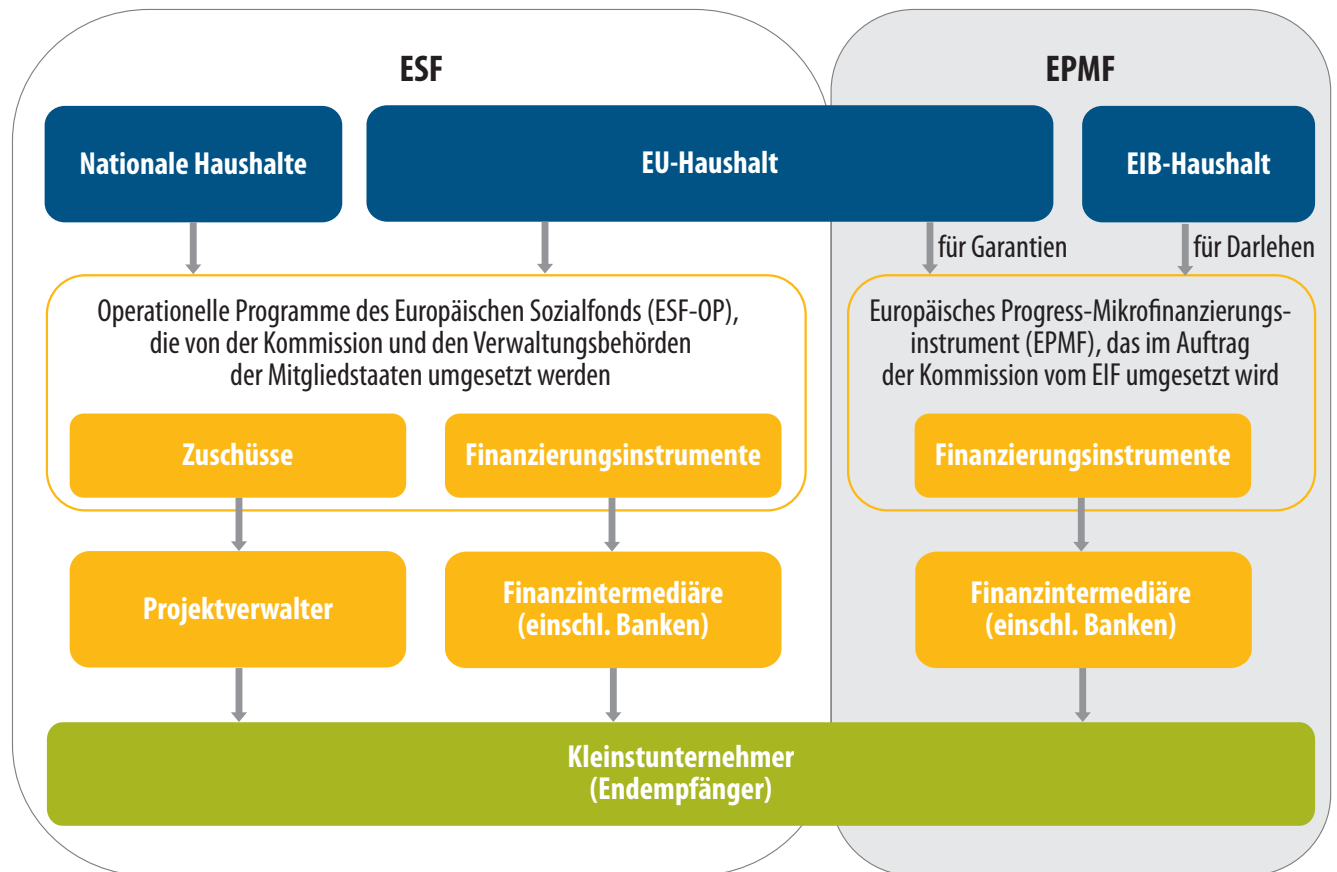 ESF
EPMF
Nationale Haushalte
EU-Haushalt
EIB-Haushalt
für Garantien
für Darlehen
Operationelle Programme des Europäischen Sozialfonds (ESF-OP),
die von der Kommission und den Verwaltungsbehörden
der Mitgliedstaaten umgesetzt werden
Europäisches Progress-Mikrofinanzierungs-
instrument (EPMF), das im Auftrag
der Kommission vom EIF umgesetzt wird
Zuschüsse
Finanzierungsinstrumente
Finanzierungsinstrumente
Projektverwalter
Finanzintermediäre
(einschl. Banken)
Finanzintermediäre
(einschl. Banken)
Kleinstunternehmer
(Endempfänger)